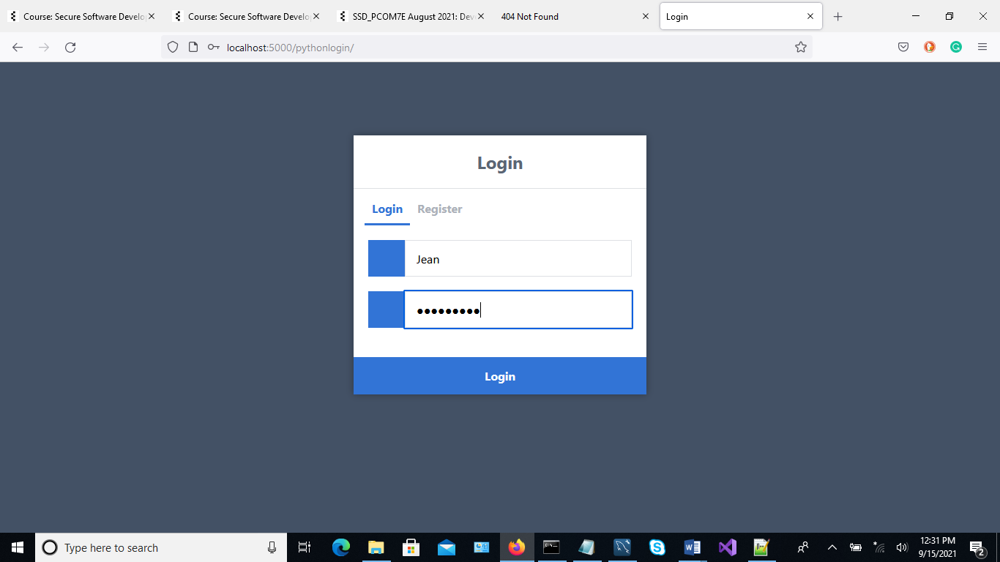 Course: Secure Software Develo
Course: Secure Software Develo
SSD_PCOM7E August 2021: Dev
404 Not Found
Login
localhost:5000/pythonlogin/
Login
Login Register
Jean
Login
Type here to search
12:31 PM
9/15/2021
2